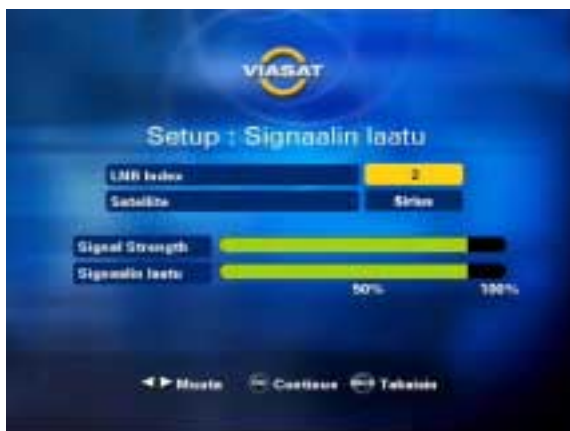 VIASAT
Setup : Signaalin laatu
LNB Index 2
Satellite Sirius
Signal Strength
Signaalin laatu
50% 100%
Muuta Continue Takaisin